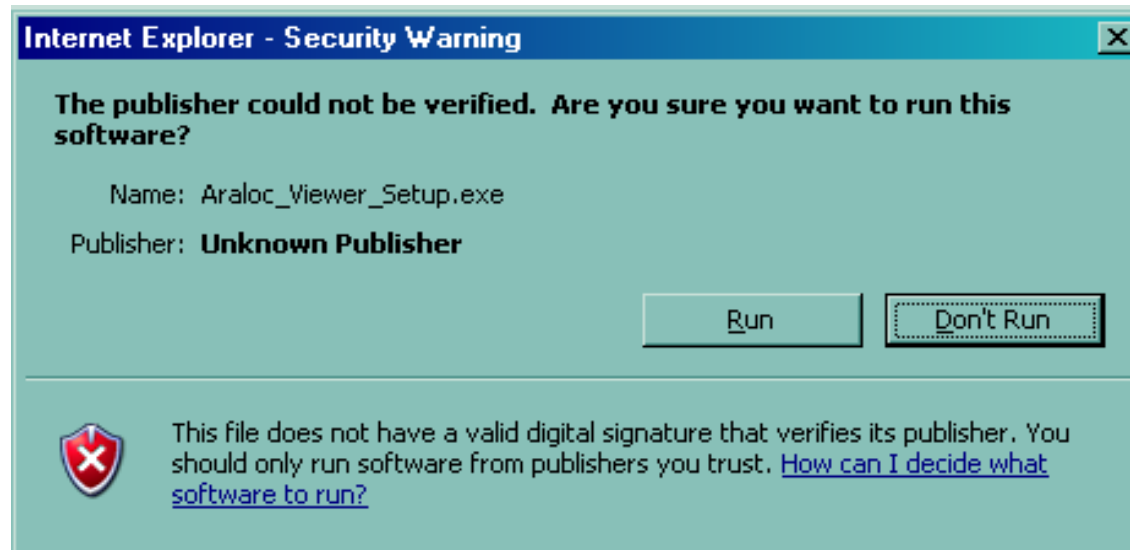 Internet Explorer - Security Warning
The publisher could not be verified.  Are you sure you want to run this
software?
Name: Araloc_Viewer_Setup.exe
Publisher: Unknown Publisher
Run
Don't Run
This file does not have a valid digital signature that verifies its publisher. You
should only run software from publishers you trust. How can I decide what
software to run?